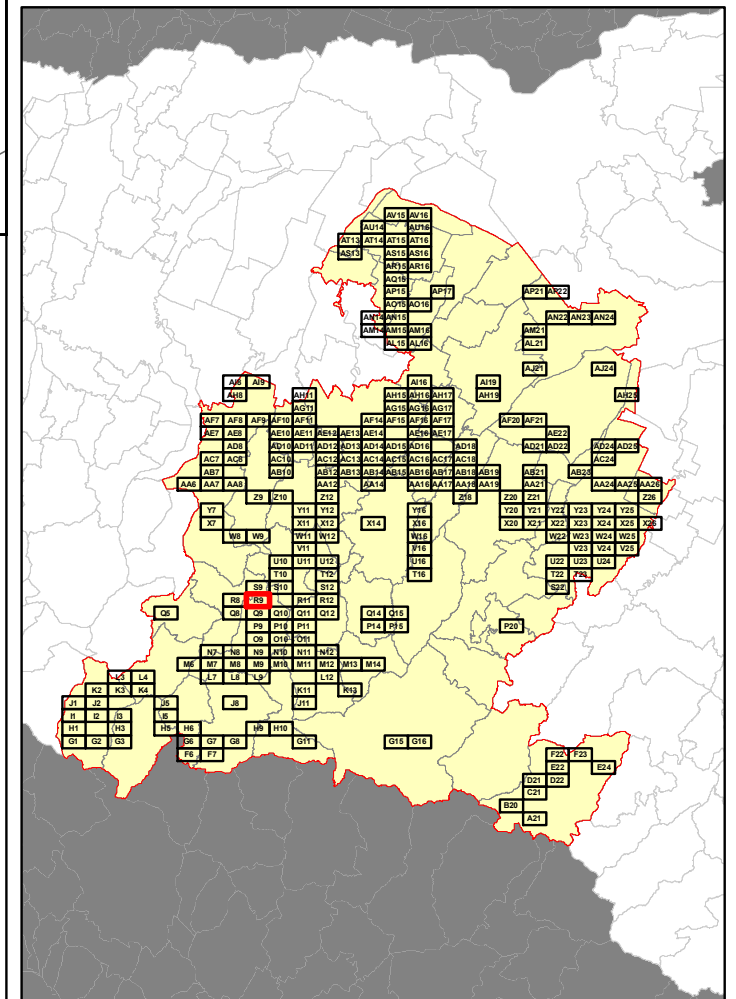 AV15 AV16
AU14 AU16
AT13 AT14 AT15 AT16
AS13 AS15 AS16
AR15 AR16
AQ15
AP15 AP17 AP21 AP22
AO15 AO16
AN14 AN15 AN22 AN23 AN24
AM14 AM15 AM16 AM21
AL15 AL16 AL21
AJ21 AJ24
AI8 AI9 AI16 AI19
AH8 AH11 AH15 AH16 AH17 AH19 AH25
AG11 AG15 AG16 AG17
AF7 AF8 AF9 AF10 AF11 AF14 AF15 AF16 AF17 AF20 AF21
AE7 AE8 AE10 AE11 AE12 AE13 AE14 AE16 AE17 AE22
AD8 AD10 AD11 AD12 AD13 AD14 AD15 AD16 AD18 AD21 AD22 AD24 AD25
AC7 AC8 AC10 AC12 AC13 AC14 AC15 AC16 AC17 AC18 AC24
AB7 AB10 AB12 AB13 AB14 AB15 AB16 AB17 AB18 AB19 AB21 AB23
AA6 AA7 AA8 AA12 AA14 AA16 AA17 AA18 AA19 AA21 AA24 AA25 AA26
Z9 Z10 Z12 Z18 Z20 Z21 Z26
Y7 Y11 Y12 Y16 Y20 Y21 Y22 Y23 Y24 Y25
X7 X11 X12 X14 X16 X20 X21 X22 X23 X24 X25 X26
W8 W9 W11 W12 W16 W22 W23 W24 W25
V11 V16 V23 V24 V25
U10 U11 U12 U16 U22 U23 U24
T10 T12 T16 T22 T23
S9 S10 S12 S22
R8 R9 R11 R12
Q5 Q8 Q9 Q10 Q11 Q12 Q14 Q15
P9 P10 P11 P14 P15 P20
O9 O10 O11
N7 N8 N9 N10 N11 N12
M6 M7 M8 M9 M10 M11 M12 M13 M14
L3 L4 L7 L8 L9 L12
K2 K3 K4 K11 K13
J1 J2 J5 J8 J11
I1 I2 I3 I5
H1 H3 H5 H6 H9 H10
G1 G2 G3 G6 G7 G8 G11 G15 G16
F6 F7 F22 F23
E22 E24
D21 D22
C21
B20
A21